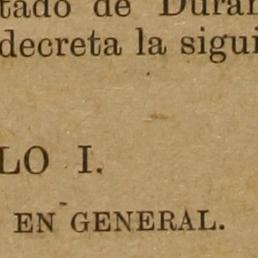 tado de Duran
decreta la sigui
LO I.
EN GENERAL.